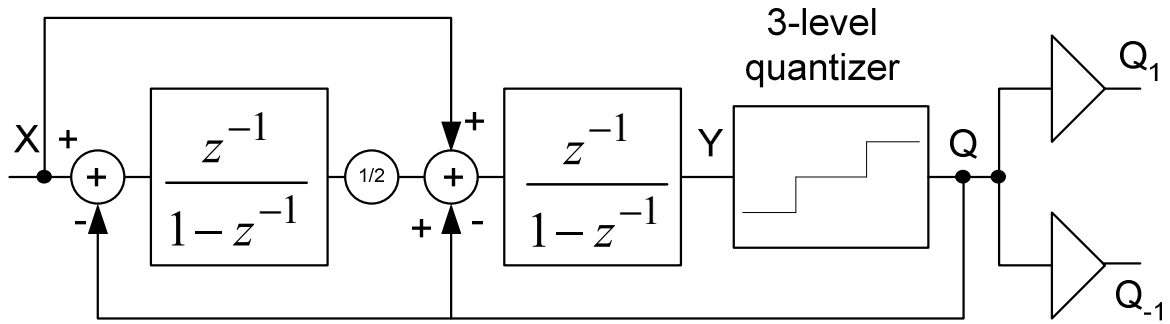 3-level
quantizer
X
+
+
z⁻¹
1 − z⁻¹
1/2
+
+
+
-
z⁻¹
1 − z⁻¹
Y
Q
Q₁
-
-
Q₋₁